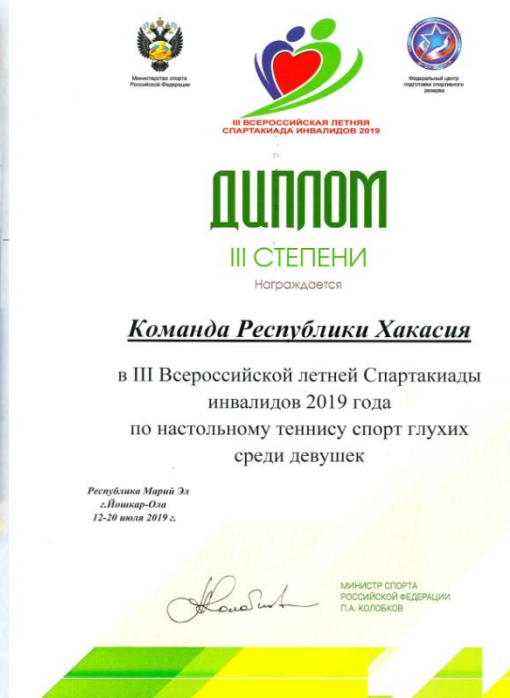 Министерство спорта
Российской Федерации
Федеральный центр
подготовки спортивного
резерва
III ВСЕРОССИЙСКАЯ ЛЕТНЯЯ
СПАРТАКИАДА ИНВАЛИДОВ 2019
ДИПЛОМ
III СТЕПЕНИ
Награждается
Команда Республики Хакасия
в III Всероссийской летней Спартакиады
инвалидов 2019 года
по настольному теннису спорт глухих
среди девушек
Республика Марий Эл
г.Йошкар-Ола
12-20 июля 2019 г.
МИНИСТР СПОРТА
РОССИЙСКОЙ ФЕДЕРАЦИИ
П.А. КОЛОБКОВ